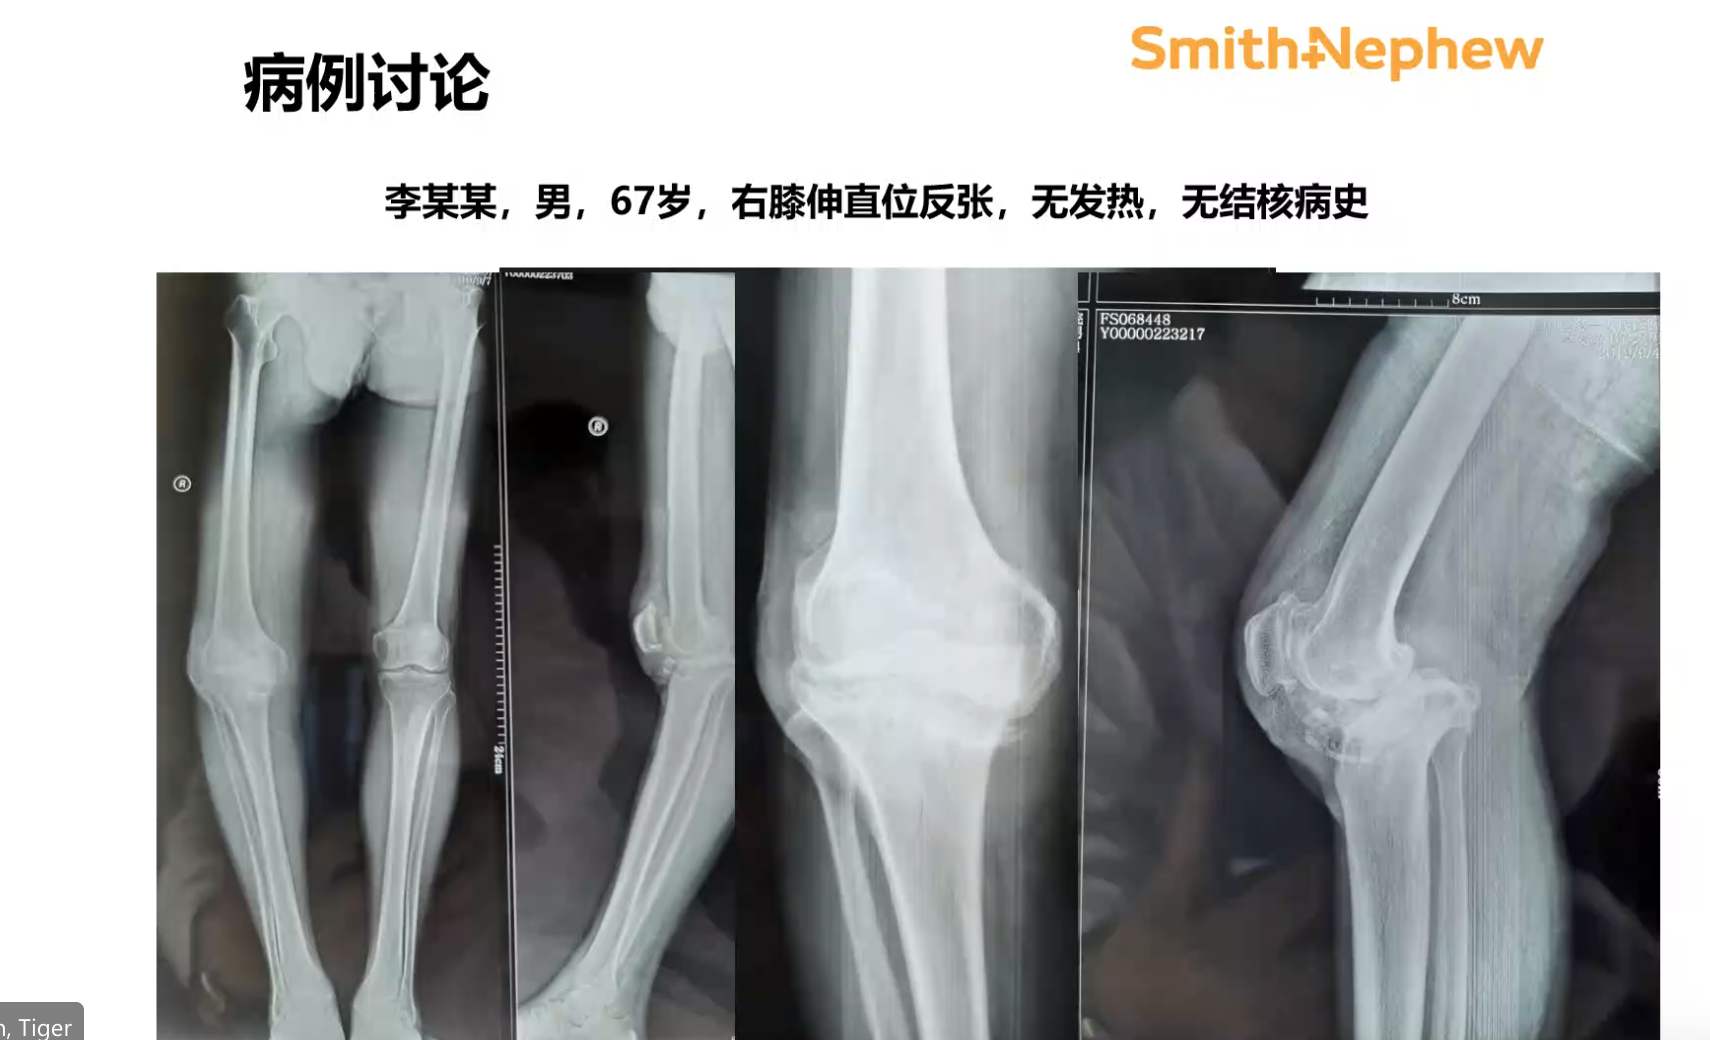 病例讨论
Smith+Nephew
李某某，男，67岁，右膝伸直位反张，无发热，无结核病史
R
R
24cm
8cm
FS068448
Y00000223217
n, Tiger